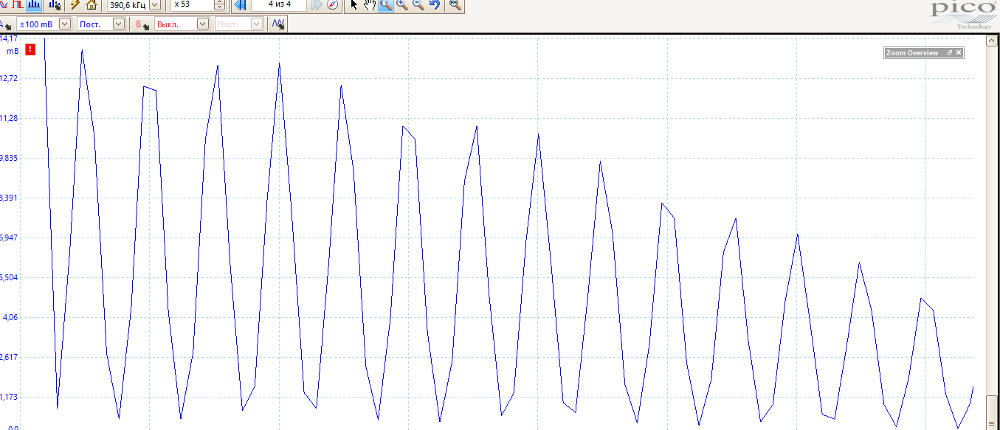 390,6 кГц x 53 4 из 4
pico
Technology
A ±100 mВ Пост. B Выкл. Пост.
14,17
mВ
!
Zoom Overview
12,72
11,28
9,835
8,391
6,947
5,504
4,06
2,617
1,173
0,0